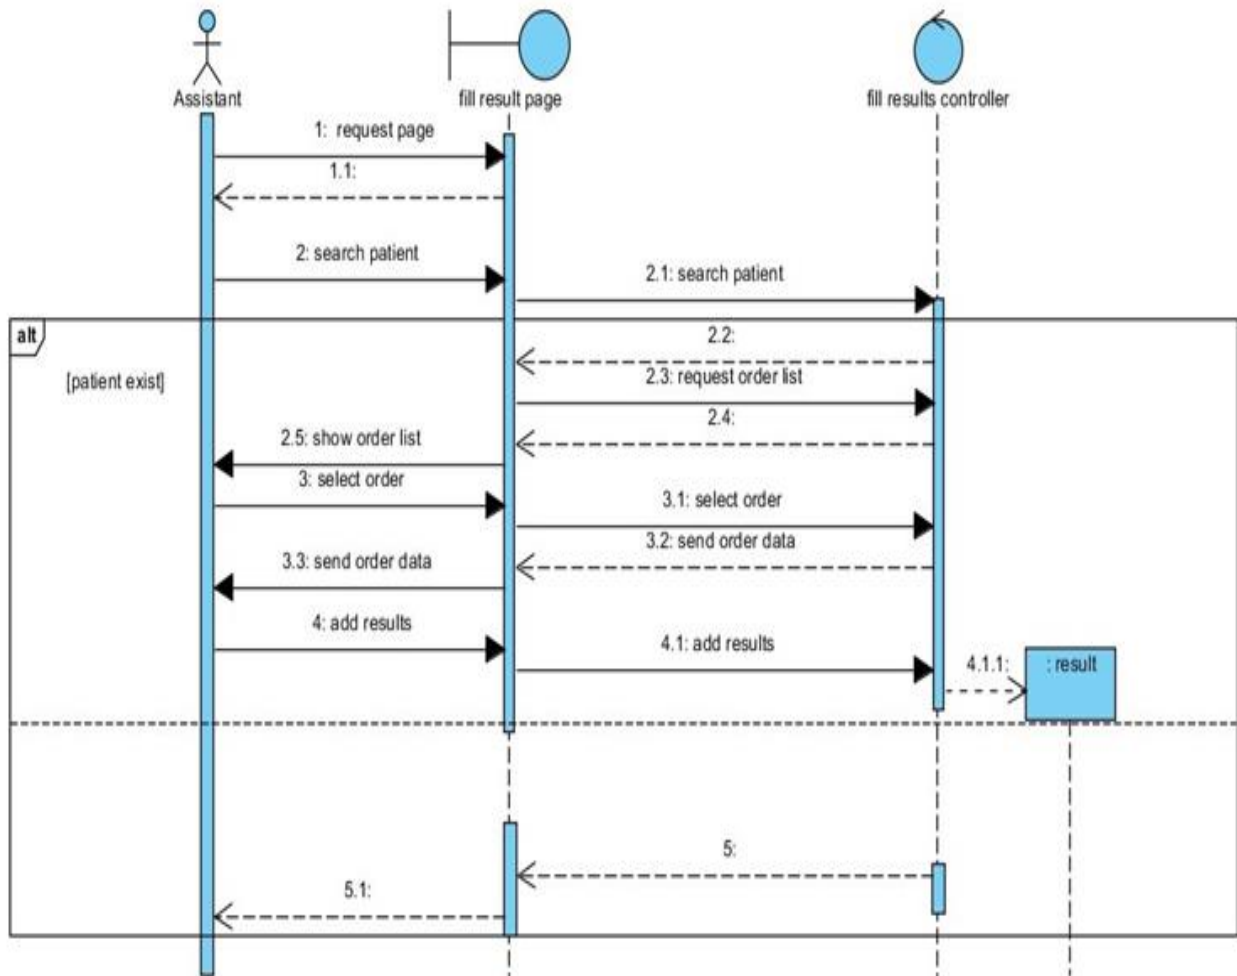 Assistant
fill result page
fill results controller
1: request page
1.1:
2: search patient
2.1: search patient
alt
[patient exist]
2.2:
2.3: request order list
2.4:
2.5: show order list
3: select order
3.1: select order
3.2: send order data
3.3: send order data
4: add results
4.1: add results
4.1.1:
: result
5:
5.1: